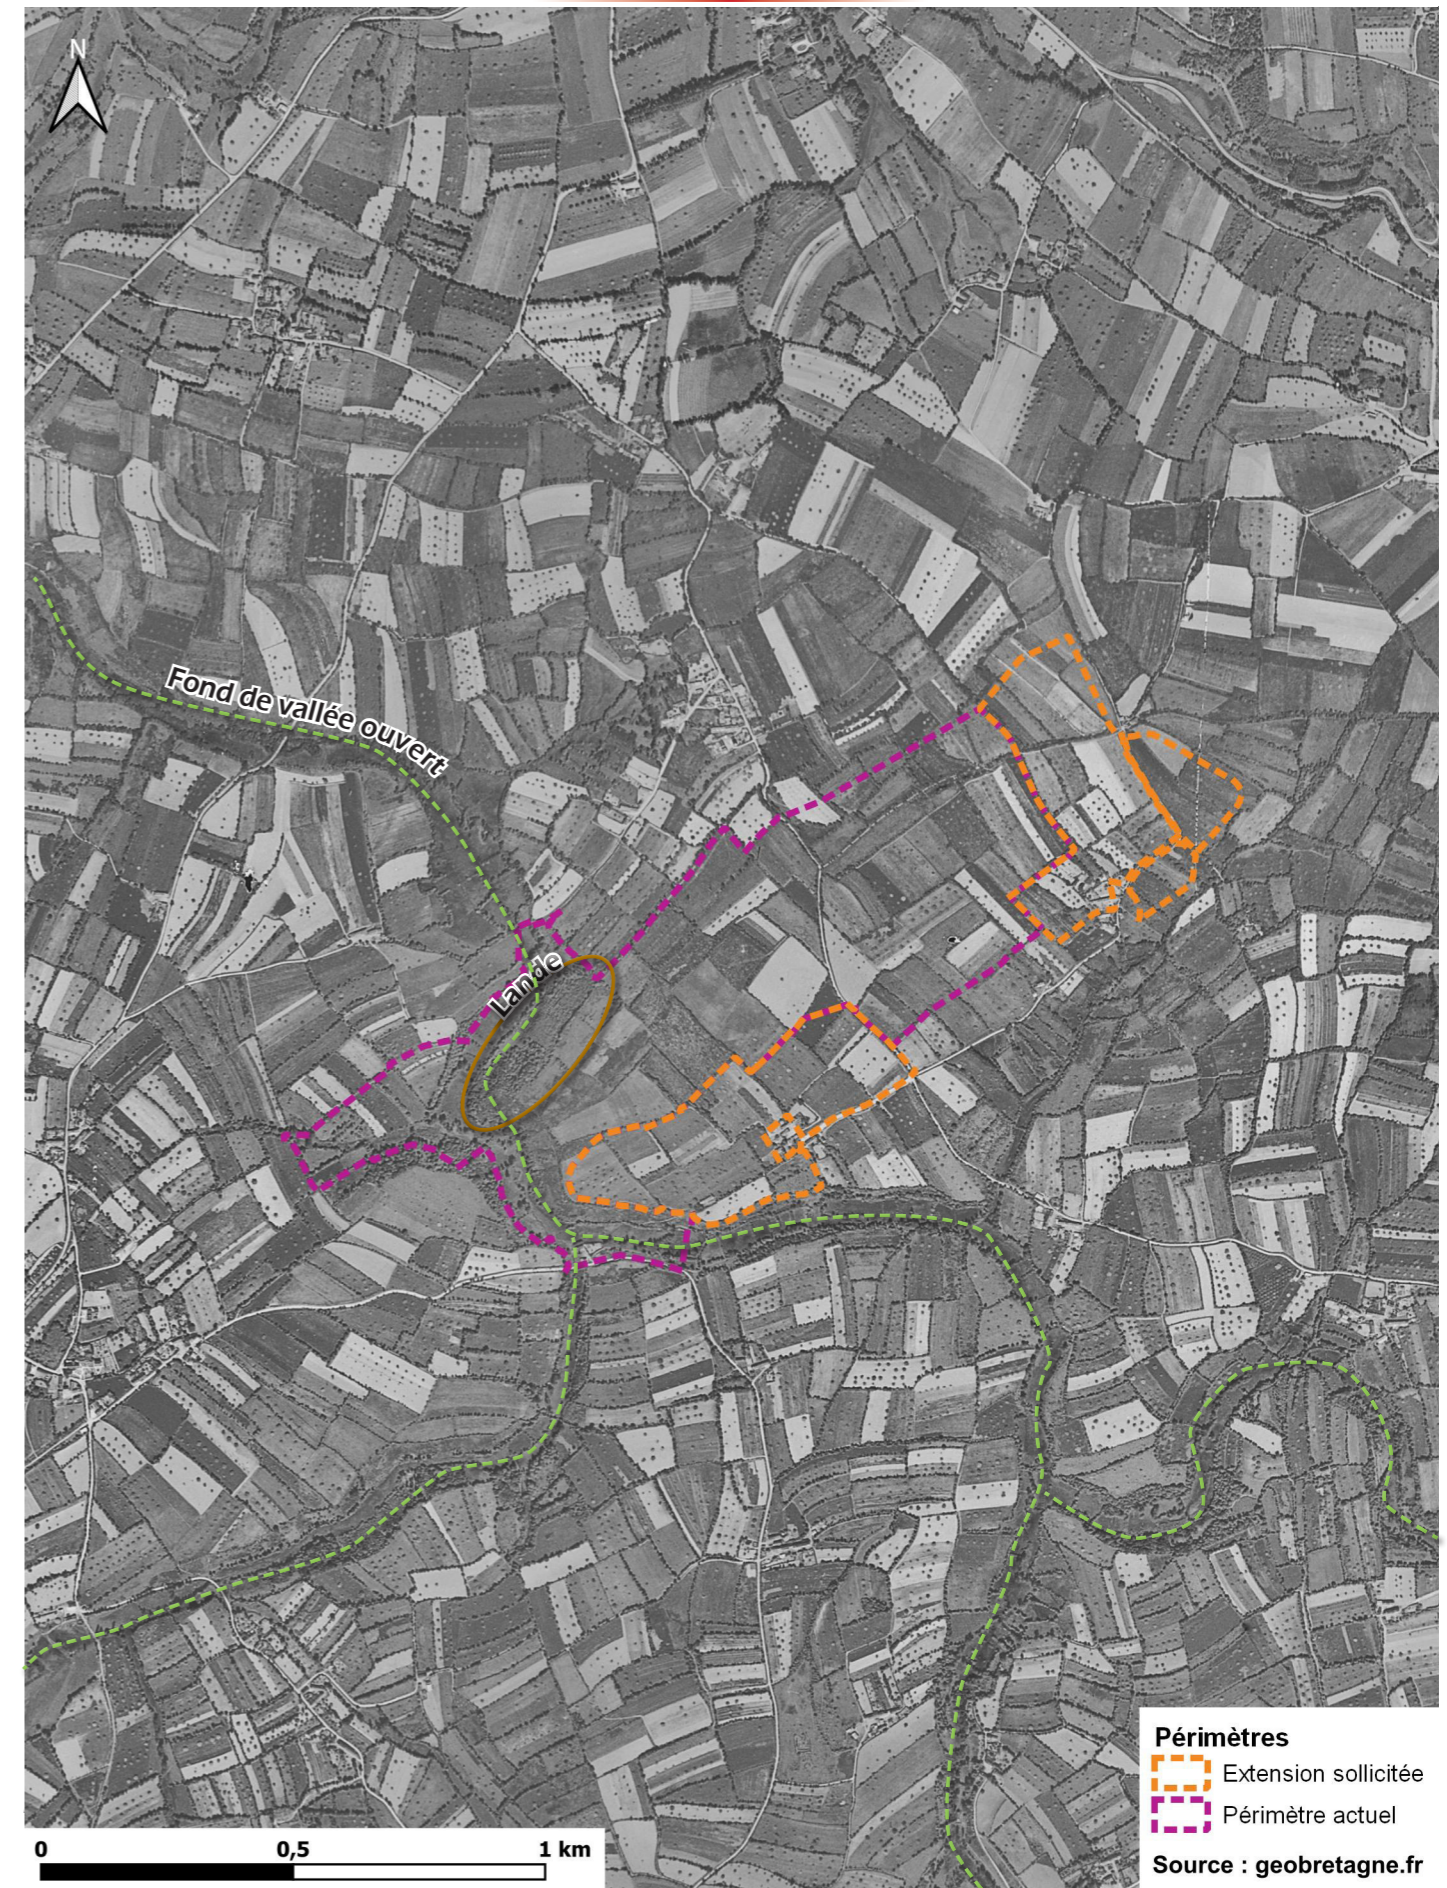 N
Fond de vallée ouvert
Lande
Périmètres
Extension sollicitée
Périmètre actuel
Source : geobretagne.fr
0 0,5 1 km